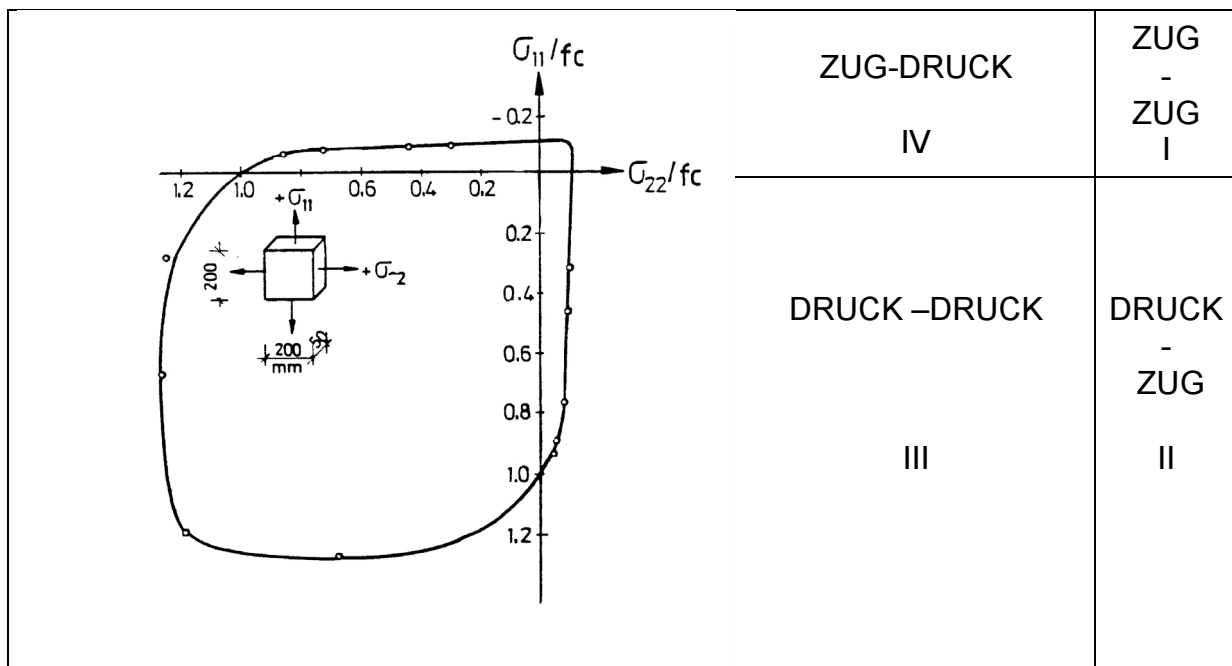 σ11/fc
- 0.2
σ22/fc
1.2 1.0 0.6 0.4 0.2
+σ11
0.2
200
+σ~2
0.4
200
mm
0.6
0.8
1.0
1.2
ZUG-DRUCK
IV
ZUG
-
ZUG
I
DRUCK –DRUCK
III
DRUCK
-
ZUG
II